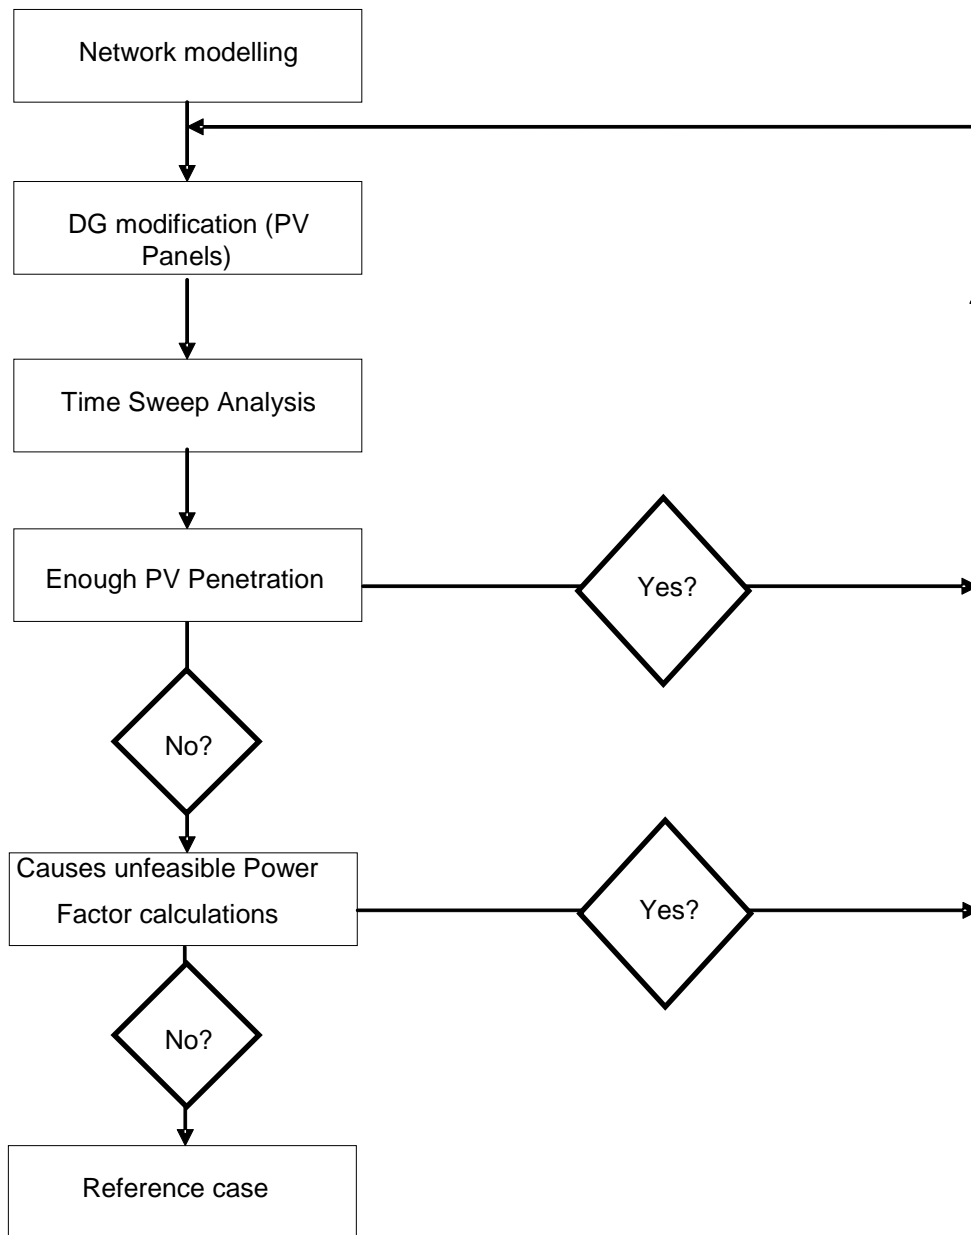 Network modelling
DG modification (PV
Panels)
Time Sweep Analysis
Enough PV Penetration
Yes?
No?
Causes unfeasible Power
Factor calculations
Yes?
No?
Reference case